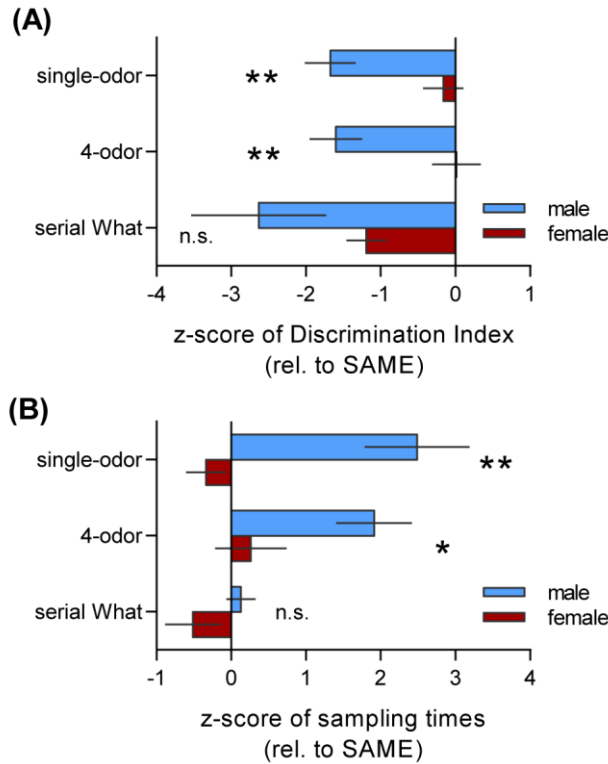 (A)
single-odor
**
4-odor
**
serial What
n.s.
male
female
-4 -3 -2 -1 0 1
z-score of Discrimination Index
(rel. to SAME)
(B)
single-odor
**
4-odor
*
serial What
n.s.
male
female
-1 0 1 2 3 4
z-score of sampling times
(rel. to SAME)